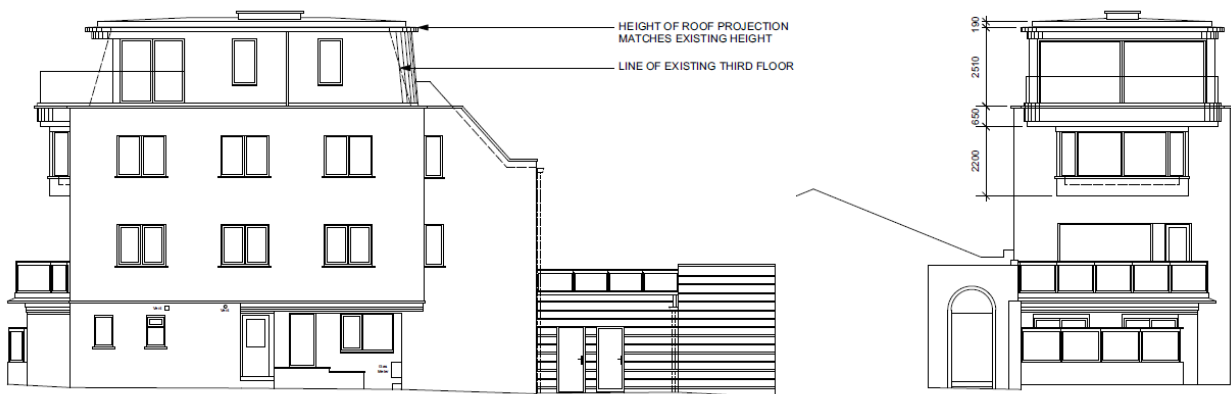 HEIGHT OF ROOF PROJECTION
MATCHES EXISTING HEIGHT
LINE OF EXISTING THIRD FLOOR
190
2510
650
2200